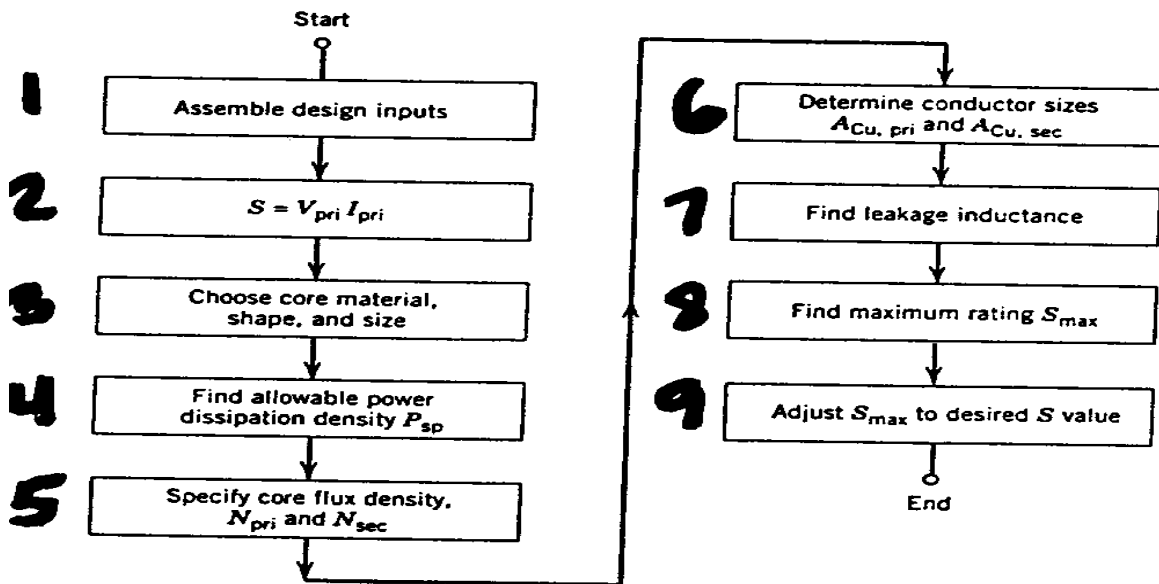 Start
1
Assemble design inputs
2
S = V_pri I_pri
3
Choose core material,
shape, and size
4
Find allowable power
dissipation density P_sp
5
Specify core flux density,
N_pri and N_sec
6
Determine conductor sizes
A_Cu, pri and A_Cu, sec
7
Find leakage inductance
8
Find maximum rating S_max
9
Adjust S_max to desired S value
End